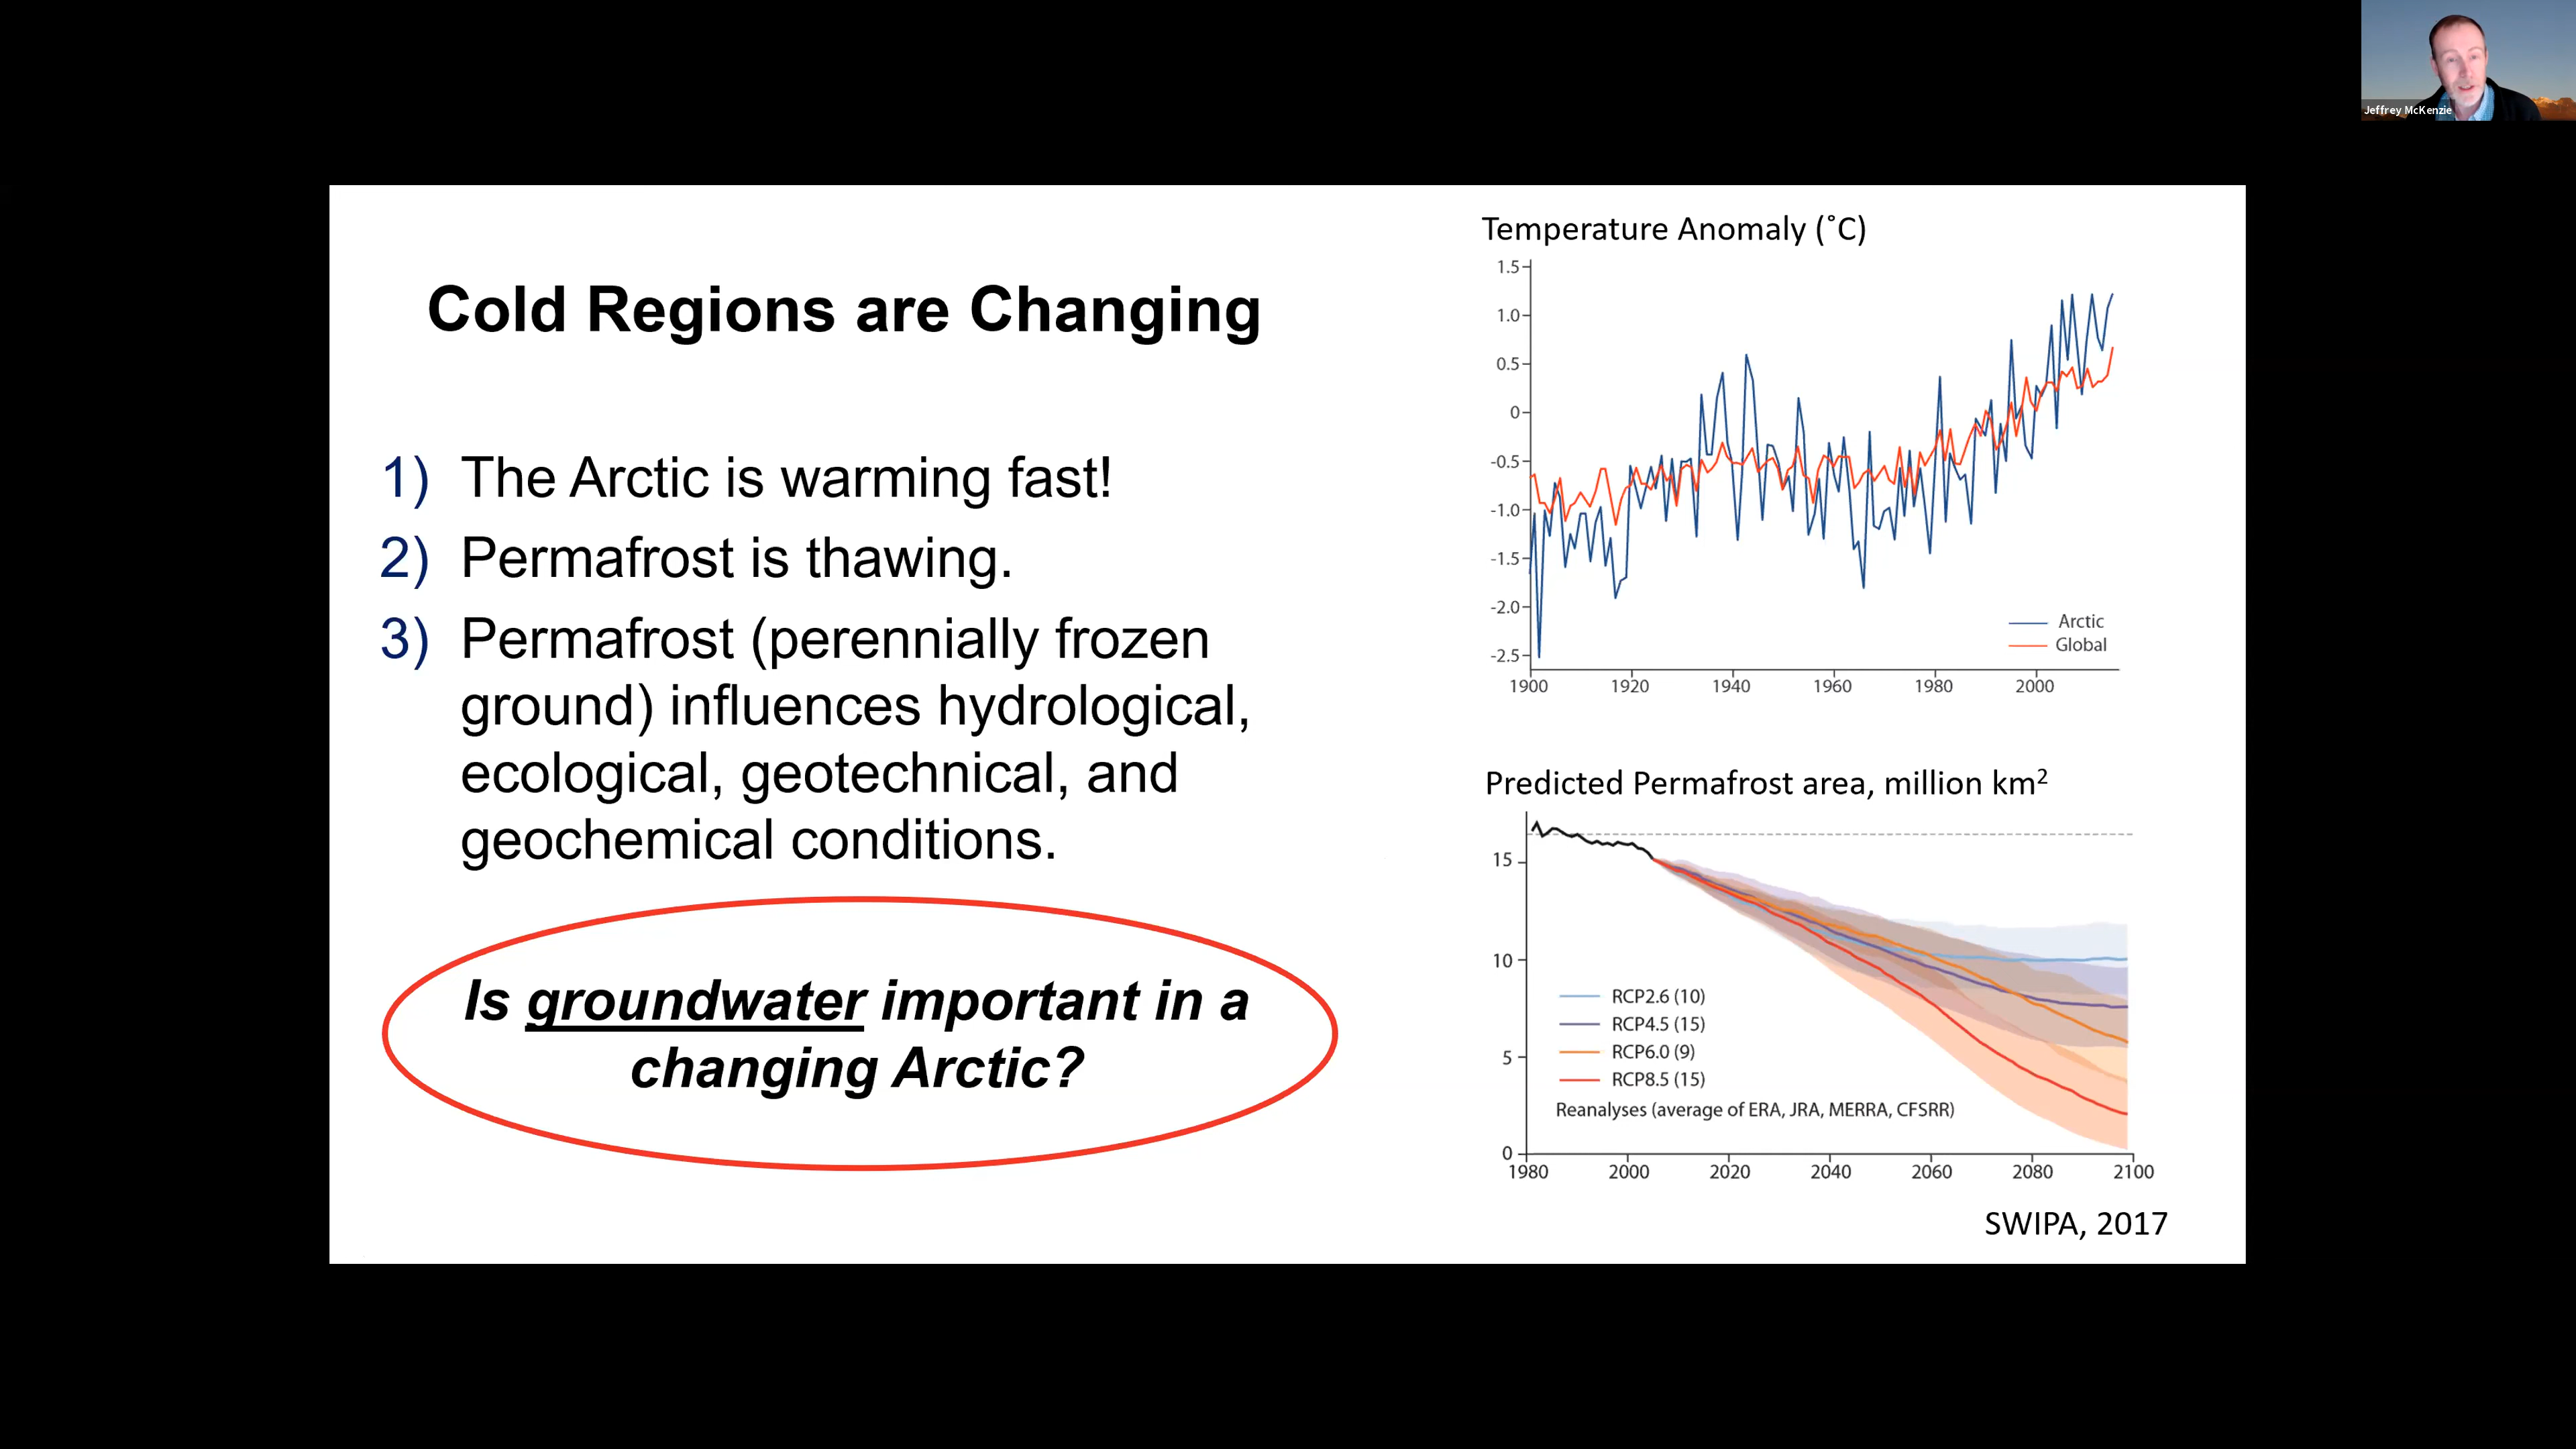 Jeffrey McKenzie
Cold Regions are Changing
1) The Arctic is warming fast!
2) Permafrost is thawing.
3) Permafrost (perennially frozen
ground) influences hydrological,
ecological, geotechnical, and
geochemical conditions.
Is groundwater important in a
changing Arctic?
Temperature Anomaly (˚C)
1.5
1.0
0.5
0
-0.5
-1.0
-1.5
-2.0
-2.5
Arctic
Global
1900 1920 1940 1960 1980 2000
Predicted Permafrost area, million km²
15
10
5
0
RCP2.6 (10)
RCP4.5 (15)
RCP6.0 (9)
RCP8.5 (15)
Reanalyses (average of ERA, JRA, MERRA, CFSRR)
1980 2000 2020 2040 2060 2080 2100
SWIPA, 2017